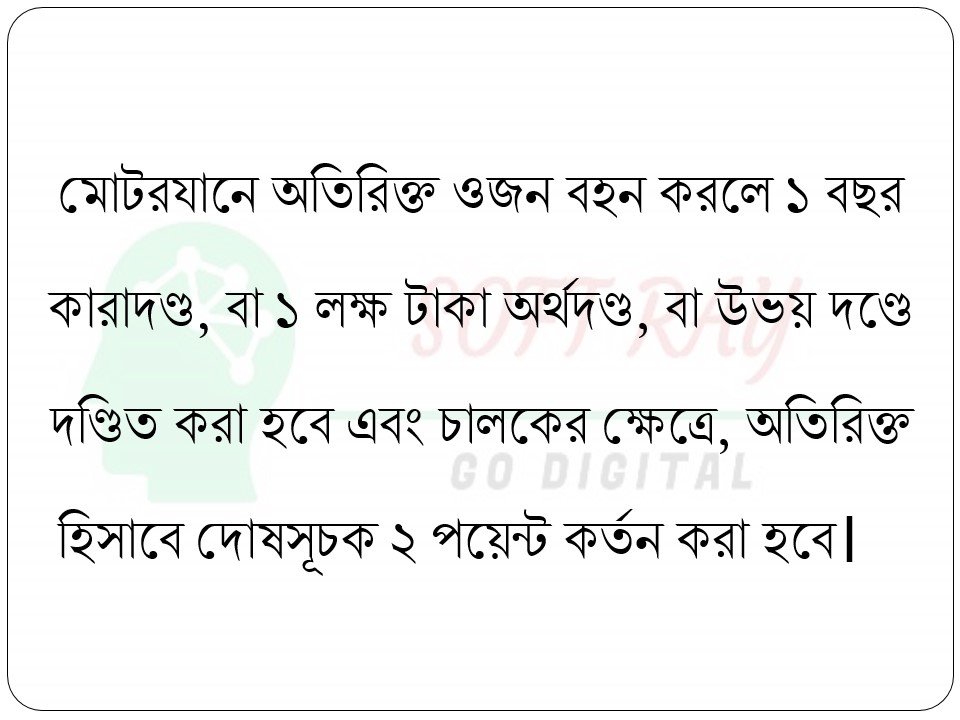 মোটরযানে অতিরিক্ত ওজন বহন করলে ১ বছর
কারাদণ্ড, বা ১ লক্ষ টাকা অর্থদণ্ড, বা উভয় দণ্ডে
SOFT RAY
দণ্ডিত করা হবে এবং চালকের ক্ষেত্রে, অতিরিক্ত
GO DIGITAL
হিসাবে দোষসূচক ২ পয়েন্ট কর্তন করা হবে।